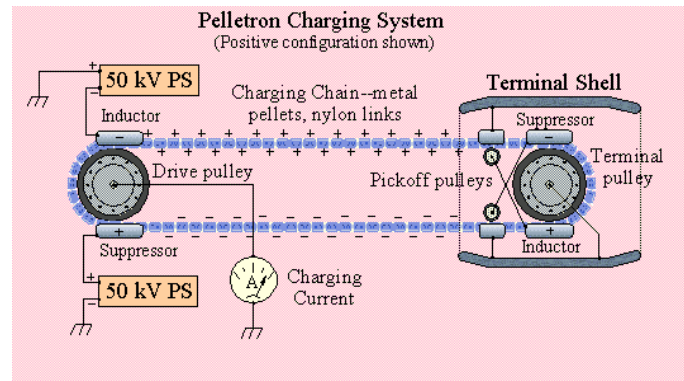 Pelletron Charging System
(Positive configuration shown)
+
50 kV PS
−
Inductor
Charging Chain--metal
pellets, nylon links
Terminal Shell
Suppressor
−
+ + + + + + + + + +
−
+ + + + + + + + +
Drive pulley
Pickoff pulleys
Terminal
pulley
− − − − − − − − −
+
− − − − − − − −
+
Suppressor
Inductor
+
50 kV PS
−
A
Charging
Current